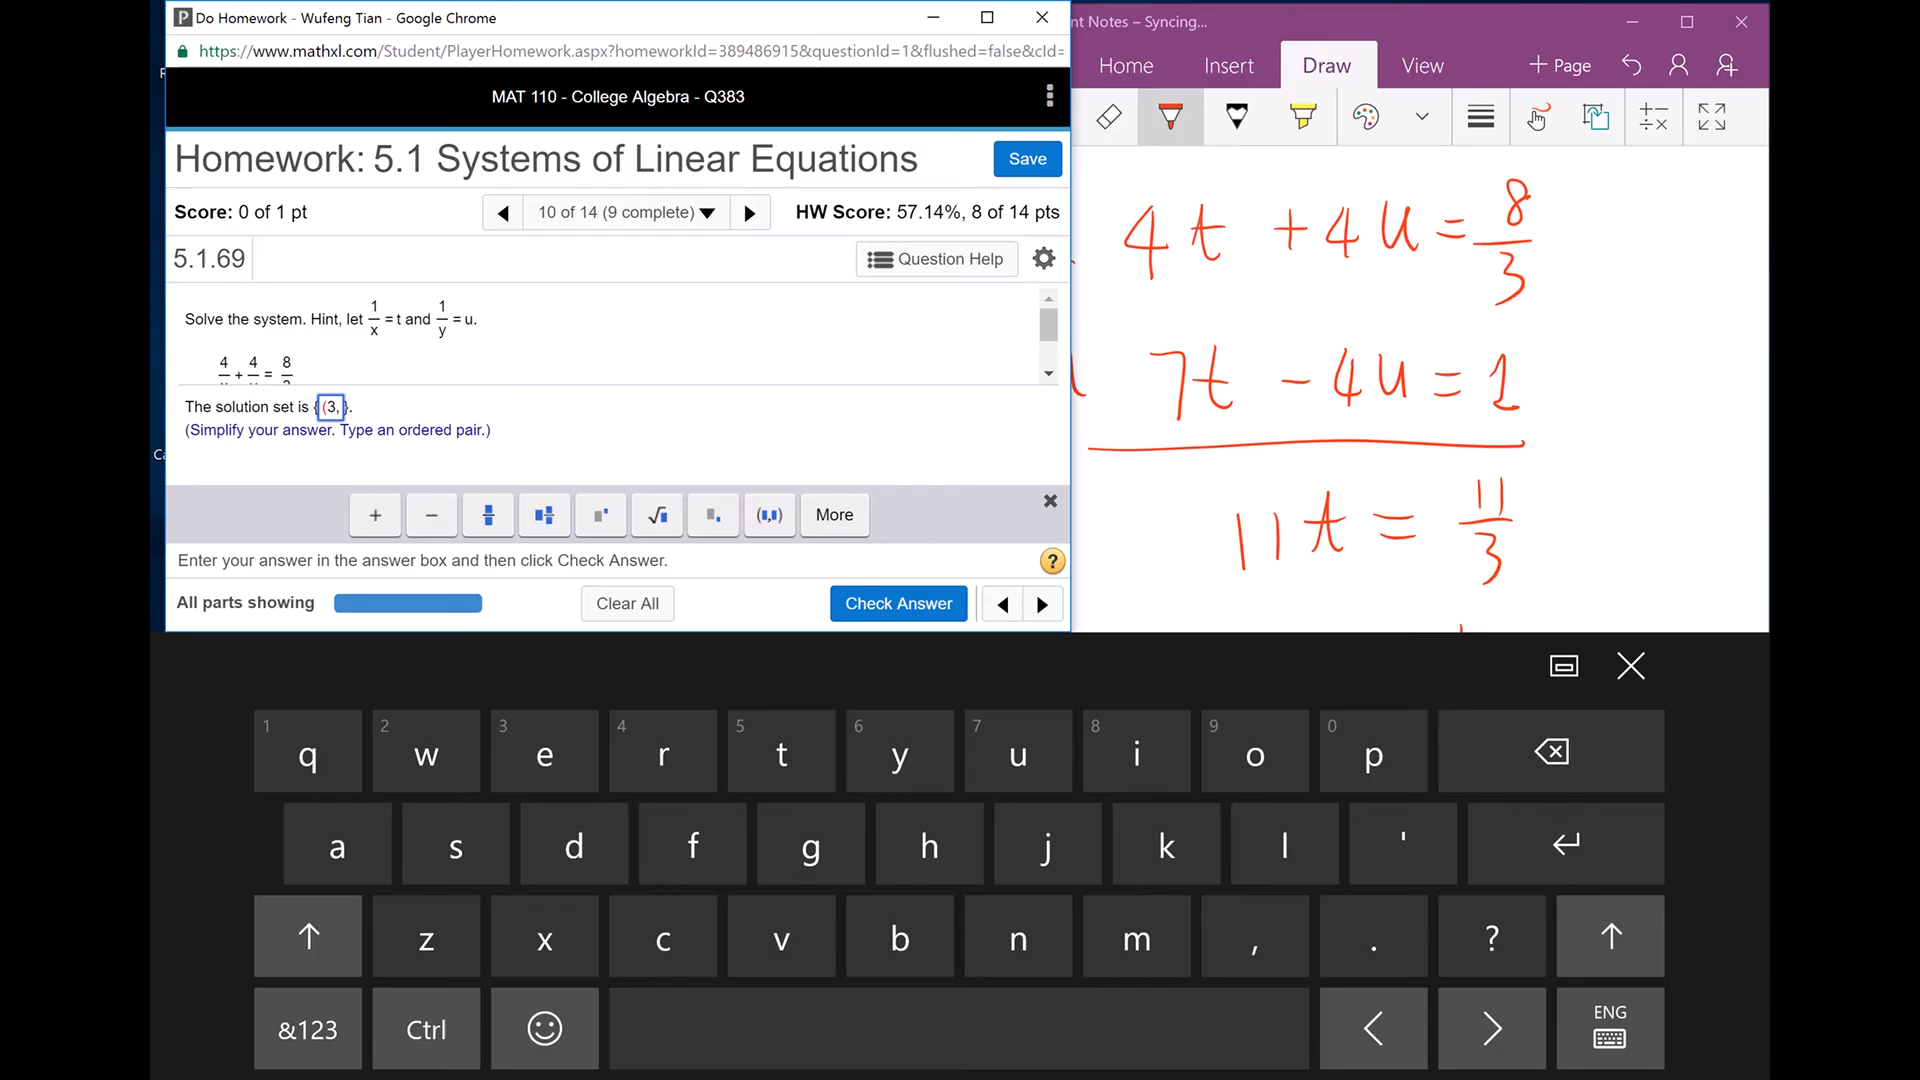 Do Homework - Wufeng Tian - Google Chrome
https://www.mathxl.com/Student/PlayerHomework.aspx?homeworkId=389486915&questionId=1&flushed=false&cId=
MAT 110 - College Algebra - Q383
Homework: 5.1 Systems of Linear Equations
Save
Score: 0 of 1 pt
10 of 14 (9 complete)
HW Score: 57.14%, 8 of 14 pts
5.1.69
Question Help
Solve the system. Hint, let 1/x = t and 1/y = u.
4 + 4 = 8
The solution set is {(3,}.
(Simplify your answer. Type an ordered pair.)
+ − √ (,) More
Enter your answer in the answer box and then click Check Answer.
?
All parts showing
Clear All
Check Answer
nt Notes – Syncing...
Home Insert Draw View + Page
4t + 4u = 8/3
7t - 4u = 1
11t = 11/3
1 2 3 4 5 6 7 8 9 0
q w e r t y u i o p
a s d f g h j k l '
z x c v b n m , . ?
&123 Ctrl ENG